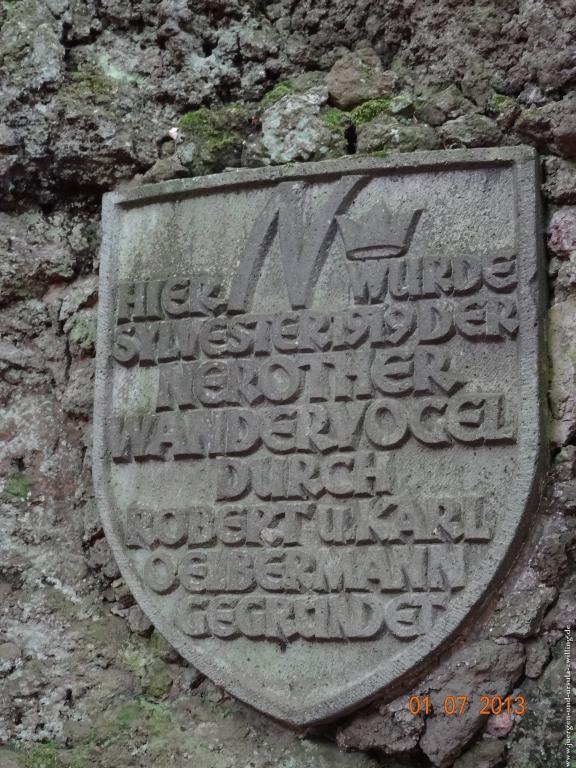 N
HIER WURDE
SYLVESTER 1919 DER
NEROTHER
WANDERVOGEL
DURCH
ROBERT U. KARL
OELBERMANN
GEGRÜNDET
01 07 2013
www.juergen-und-ursula-zwilling.de